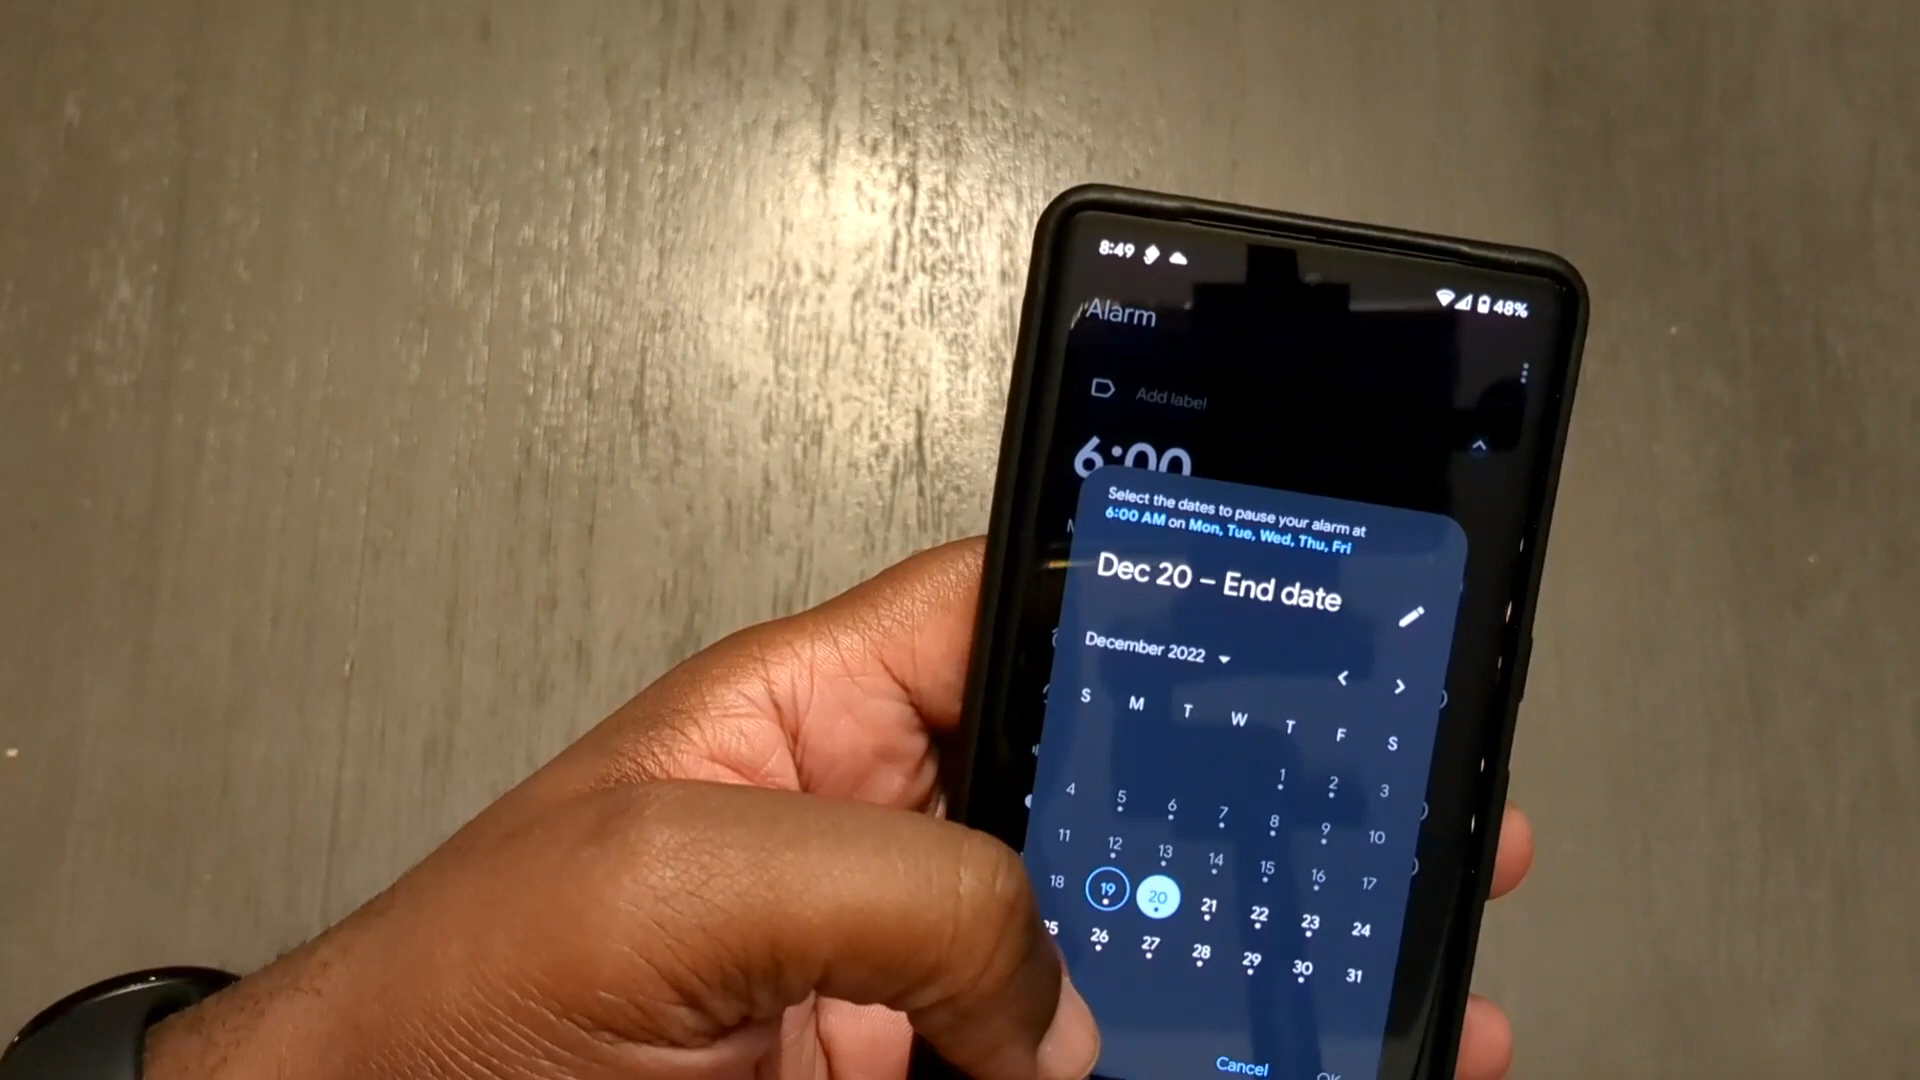 8:49
48%
Alarm
Add label
6:00
Select the dates to pause your alarm at
6:00 AM on Mon, Tue, Wed, Thu, Fri
Dec 20 – End date
December 2022
S M T W T F S
1 2 3
4 5 6 7 8 9 10
11 12 13 14 15 16 17
18 19 20 21 22 23 24
25 26 27 28 29 30 31
Cancel OK